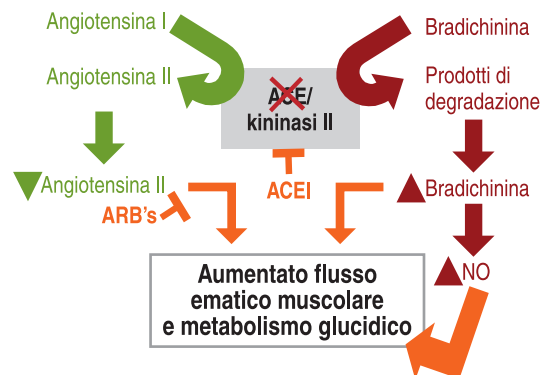 Angiotensina I
Bradichinina
Angiotensina II
Prodotti di
degradazione
ACE/
kininasi II
Angiotensina II
ARB's
ACEI
Bradichinina
NO
Aumentato flusso
ematico muscolare
e metabolismo glucidico